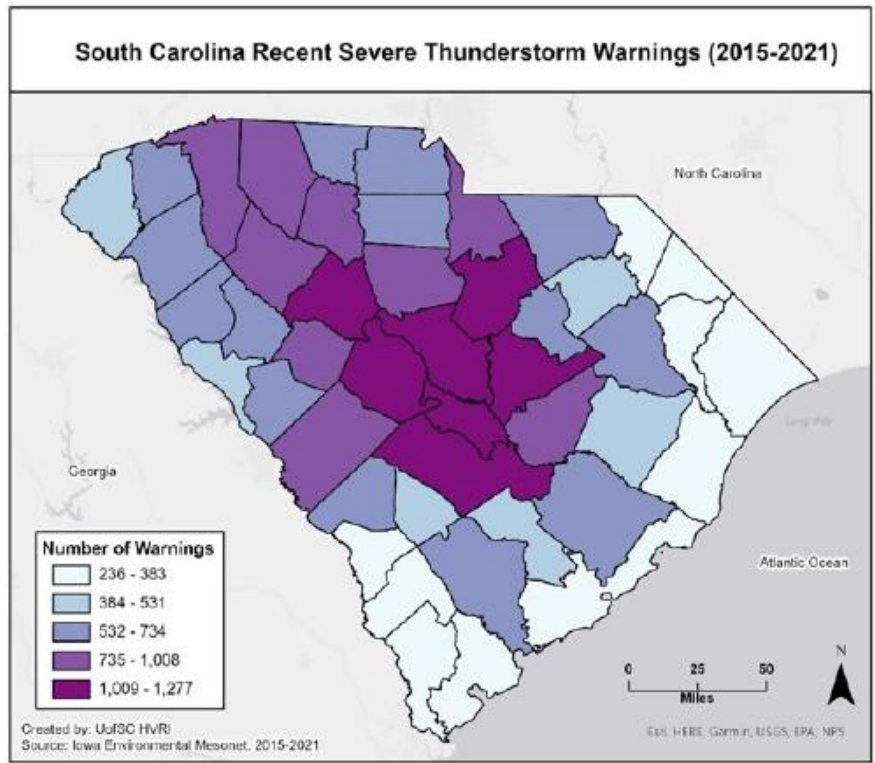 South Carolina Recent Severe Thunderstorm Warnings (2015-2021)
North Carolina
Georgia
Long Bay
Atlantic Ocean
Number of Warnings
236 - 383
384 - 531
532 - 734
735 - 1,008
1,009 - 1,277
N
0 25 50
Miles
Created by: UofSC HVRI
Source: Iowa Environmental Mesonet, 2015-2021
Esri, HERE, Garmin, USGS, EPA, NPS